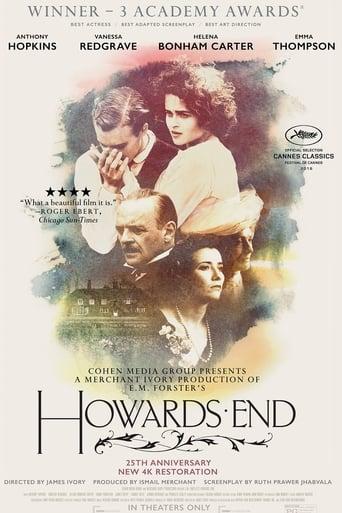 WINNER – 3 ACADEMY AWARDS®
BEST ACTRESS / BEST ADAPTED SCREENPLAY / BEST ART DIRECTION
ANTHONY HOPKINS
VANESSA REDGRAVE
HELENA BONHAM CARTER
EMMA THOMPSON
OFFICIAL SELECTION
CANNES CLASSICS
FESTIVAL DE CANNES
2016
★★★★
"What a beautiful film it is."
–ROGER EBERT,
Chicago Sun-Times
COHEN MEDIA GROUP PRESENTS
A MERCHANT IVORY PRODUCTION OF
E.M. FORSTER'S
HOWARDS·END
25TH ANNIVERSARY
NEW 4K RESTORATION
DIRECTED BY JAMES IVORY PRODUCED BY ISMAIL MERCHANT SCREENPLAY BY RUTH PRAWER JHABVALA
IN THEATERS ONLY